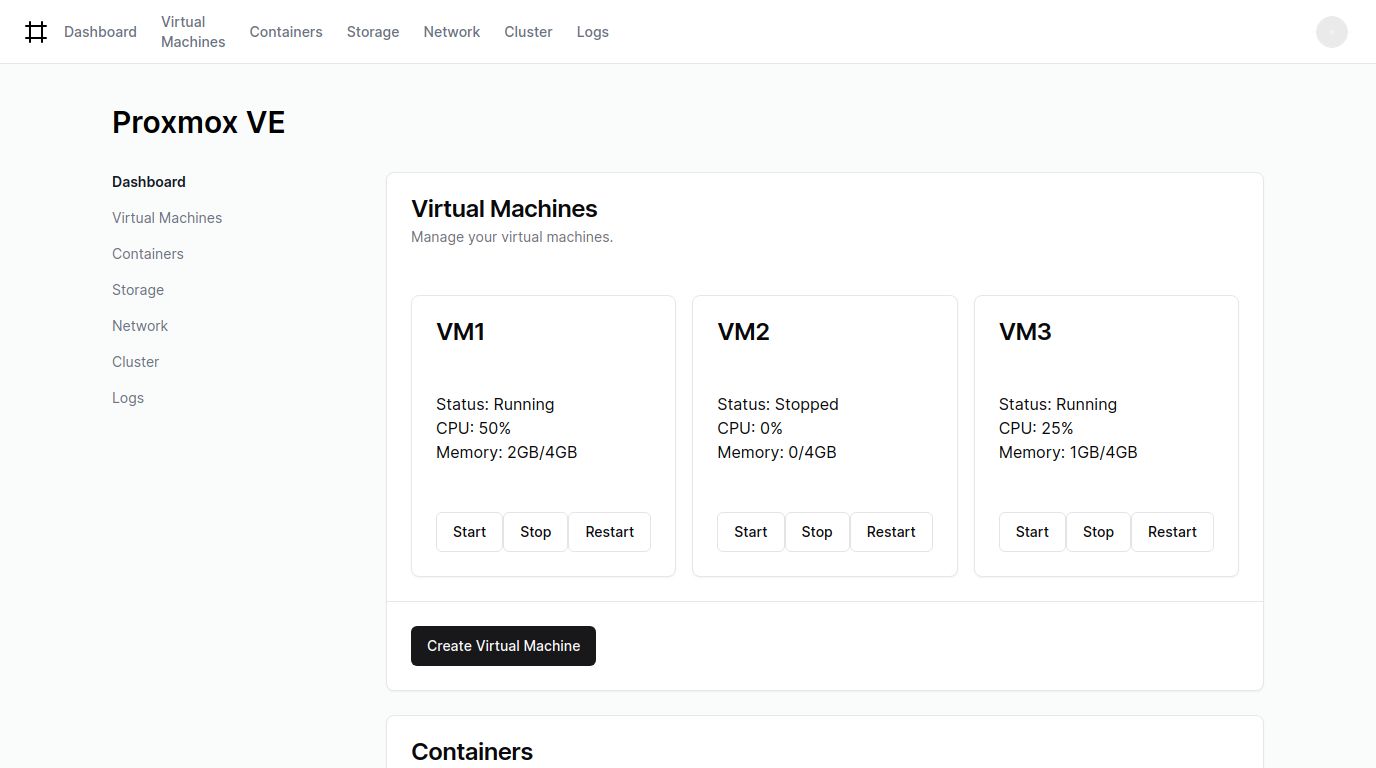 Dashboard
Virtual
Machines
Containers
Storage
Network
Cluster
Logs
Proxmox VE
Dashboard
Virtual Machines
Containers
Storage
Network
Cluster
Logs
Virtual Machines
Manage your virtual machines.
VM1
Status: Running
CPU: 50%
Memory: 2GB/4GB
Start
Stop
Restart
VM2
Status: Stopped
CPU: 0%
Memory: 0/4GB
Start
Stop
Restart
VM3
Status: Running
CPU: 25%
Memory: 1GB/4GB
Start
Stop
Restart
Create Virtual Machine
Containers